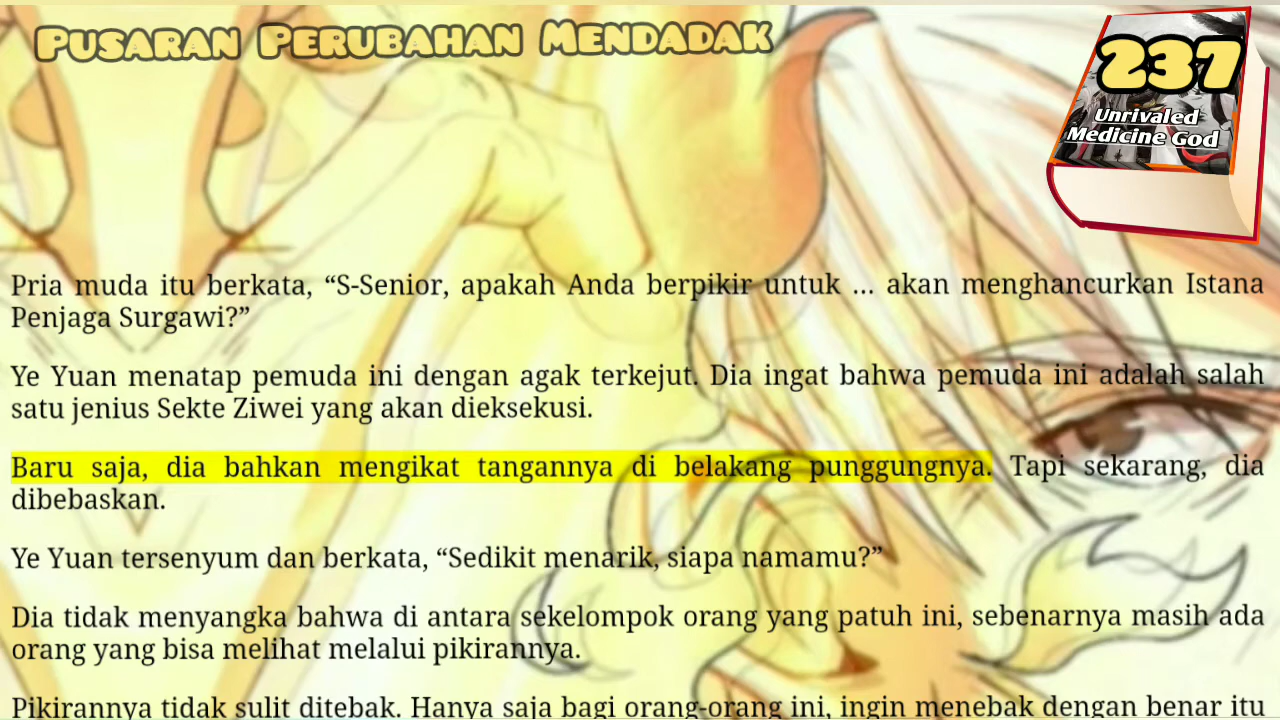 Pusaran Perubahan Mendadak
237
Unrivaled
Medicine God
Pria muda itu berkata, “S-Senior, apakah Anda berpikir untuk … akan menghancurkan Istana
Penjaga Surgawi?”
Ye Yuan menatap pemuda ini dengan agak terkejut. Dia ingat bahwa pemuda ini adalah salah
satu jenius Sekte Ziwei yang akan dieksekusi.
Baru saja, dia bahkan mengikat tangannya di belakang punggungnya. Tapi sekarang, dia
dibebaskan.
Ye Yuan tersenyum dan berkata, “Sedikit menarik, siapa namamu?”
Dia tidak menyangka bahwa di antara sekelompok orang yang patuh ini, sebenarnya masih ada
orang yang bisa melihat melalui pikirannya.
Pikirannya tidak sulit ditebak. Hanya saja bagi orang-orang ini, ingin menebak dengan benar itu